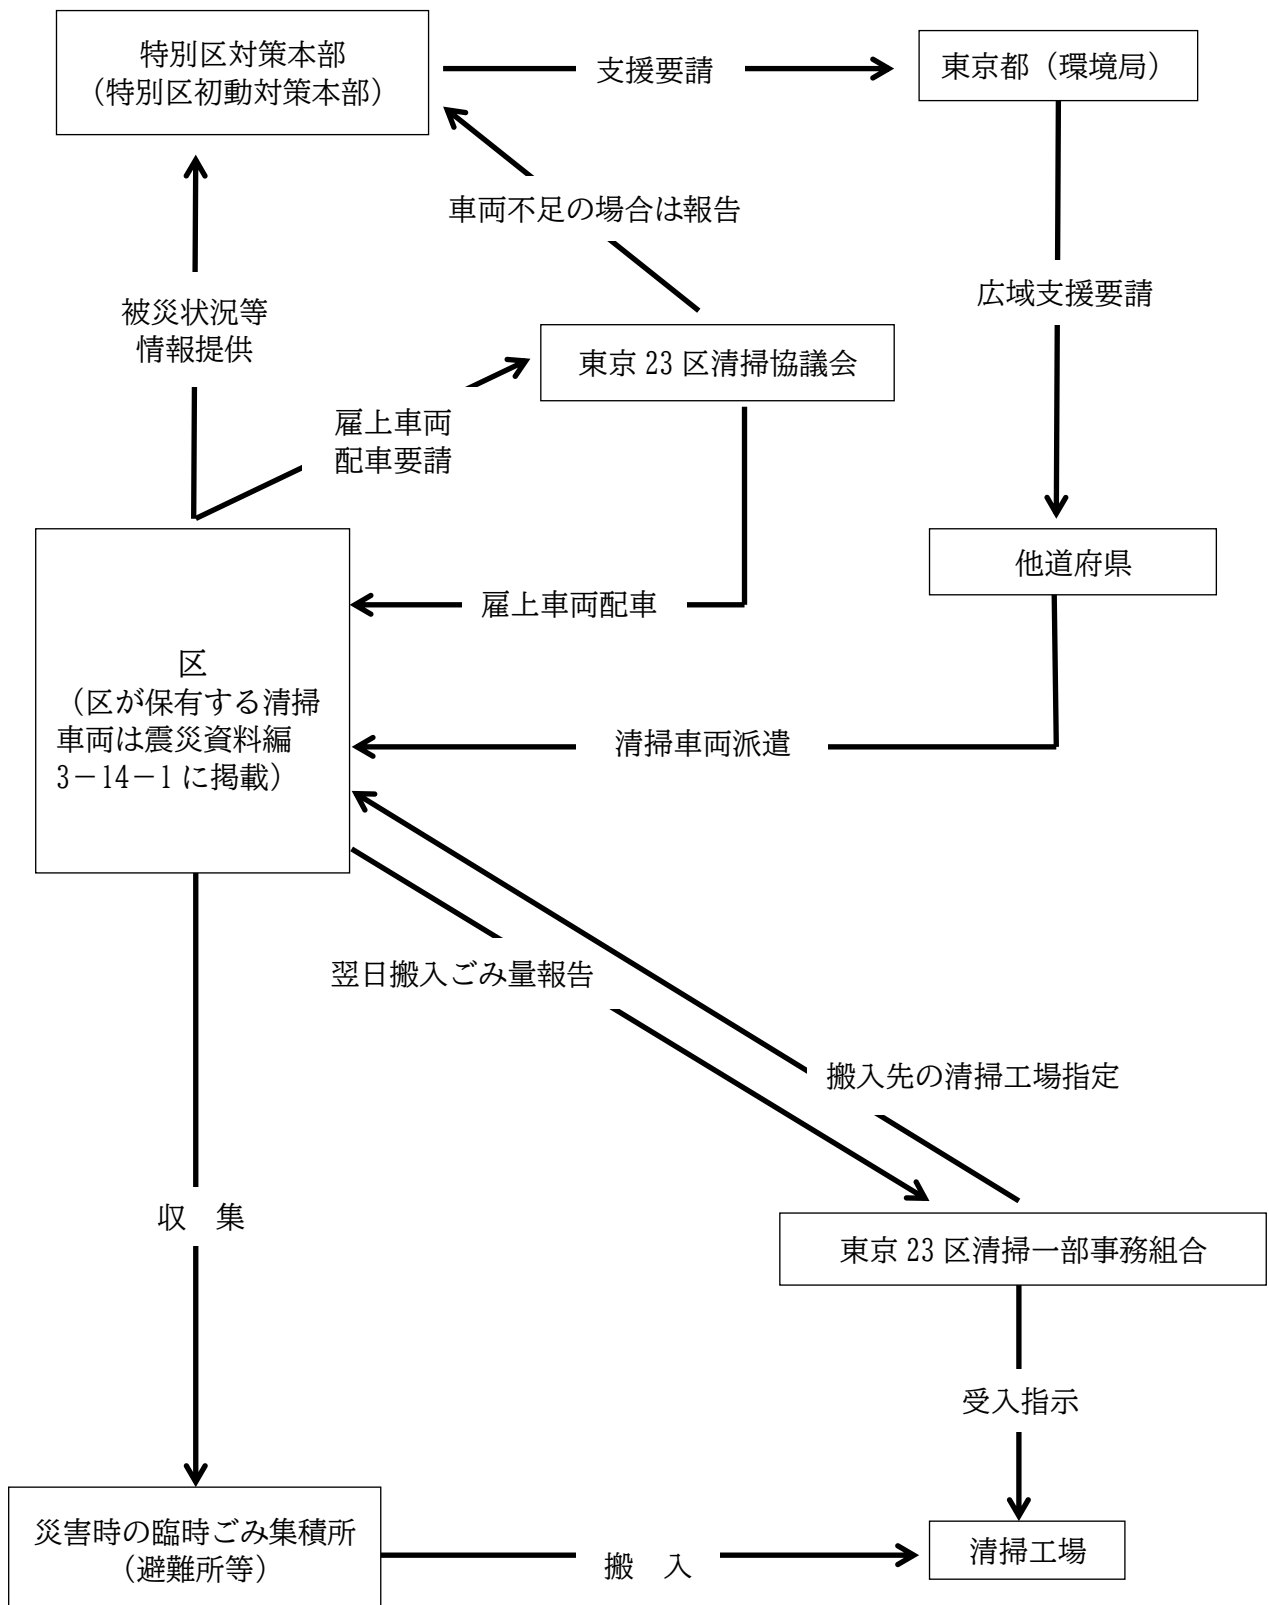 特別区対策本部
（特別区初動対策本部）
支援要請
東京都（環境局）
車両不足の場合は報告
被災状況等
情報提供
広域支援要請
東京 23 区清掃協議会
雇上車両
配車要請
他道府県
雇上車両配車
区
（区が保有する清掃
車両は震災資料編
3－14－1 に掲載）
清掃車両派遣
翌日搬入ごみ量報告
搬入先の清掃工場指定
収　集
東京 23 区清掃一部事務組合
受入指示
災害時の臨時ごみ集積所
（避難所等）
搬　入
清掃工場